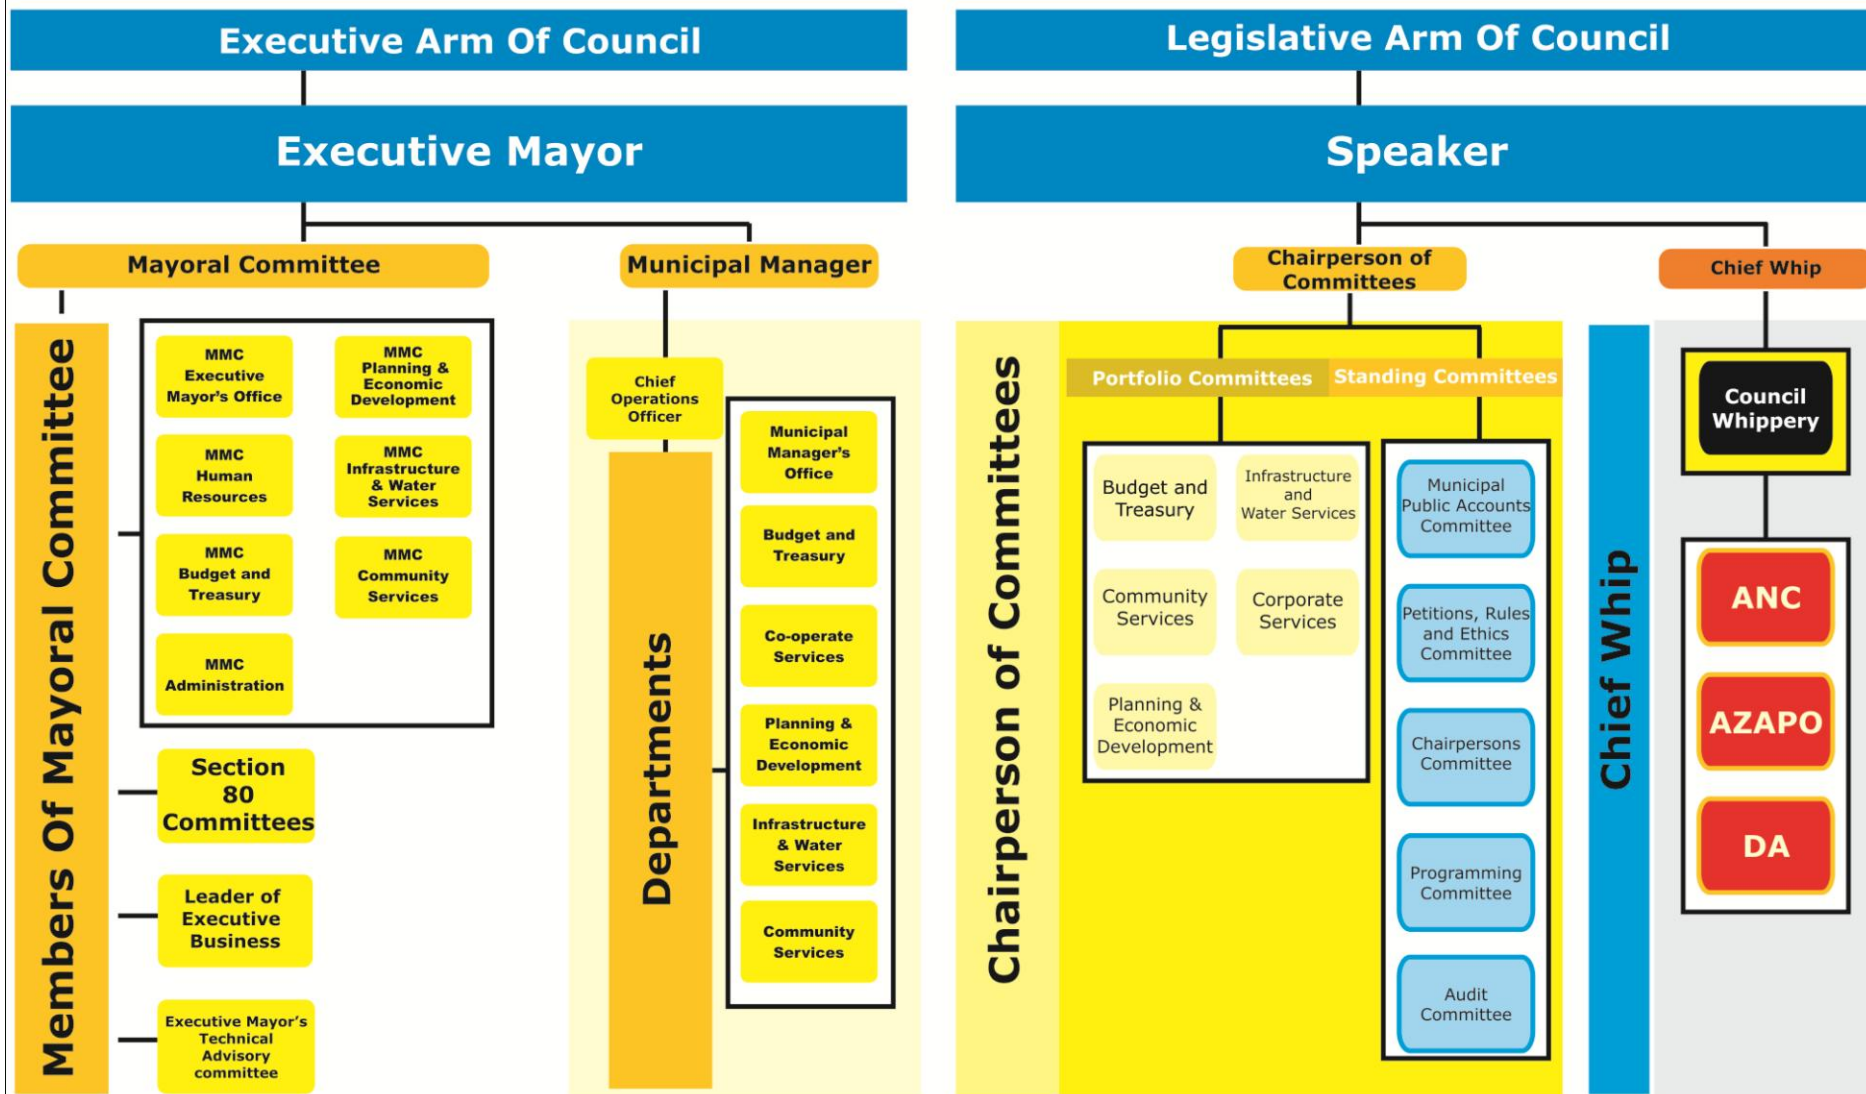 Executive Arm Of Council
Executive Mayor
Mayoral Committee
Municipal Manager
Members Of Mayoral Committee
MMC
Executive
Mayor's Office
MMC
Planning &
Economic
Development
MMC
Human
Resources
MMC
Infrastructure
& Water
Services
MMC
Budget and
Treasury
MMC
Community
Services
MMC
Administration
Section
80
Committees
Leader of
Executive
Business
Executive Mayor's
Technical
Advisory
committee
Chief
Operations
Officer
Departments
Municipal
Manager's
Office
Budget and
Treasury
Co-operate
Services
Planning &
Economic
Development
Infrastructure
& Water
Services
Community
Services
Legislative Arm Of Council
Speaker
Chairperson of
Committees
Chief Whip
Chairperson of Committees
Portfolio Committees
Standing Committees
Budget and
Treasury
Infrastructure
and
Water Services
Community
Services
Corporate
Services
Planning &
Economic
Development
Municipal
Public Accounts
Committee
Petitions, Rules
and Ethics
Committee
Chairpersons
Committee
Programming
Committee
Audit
Committee
Chief Whip
Council
Whippery
ANC
AZAPO
DA